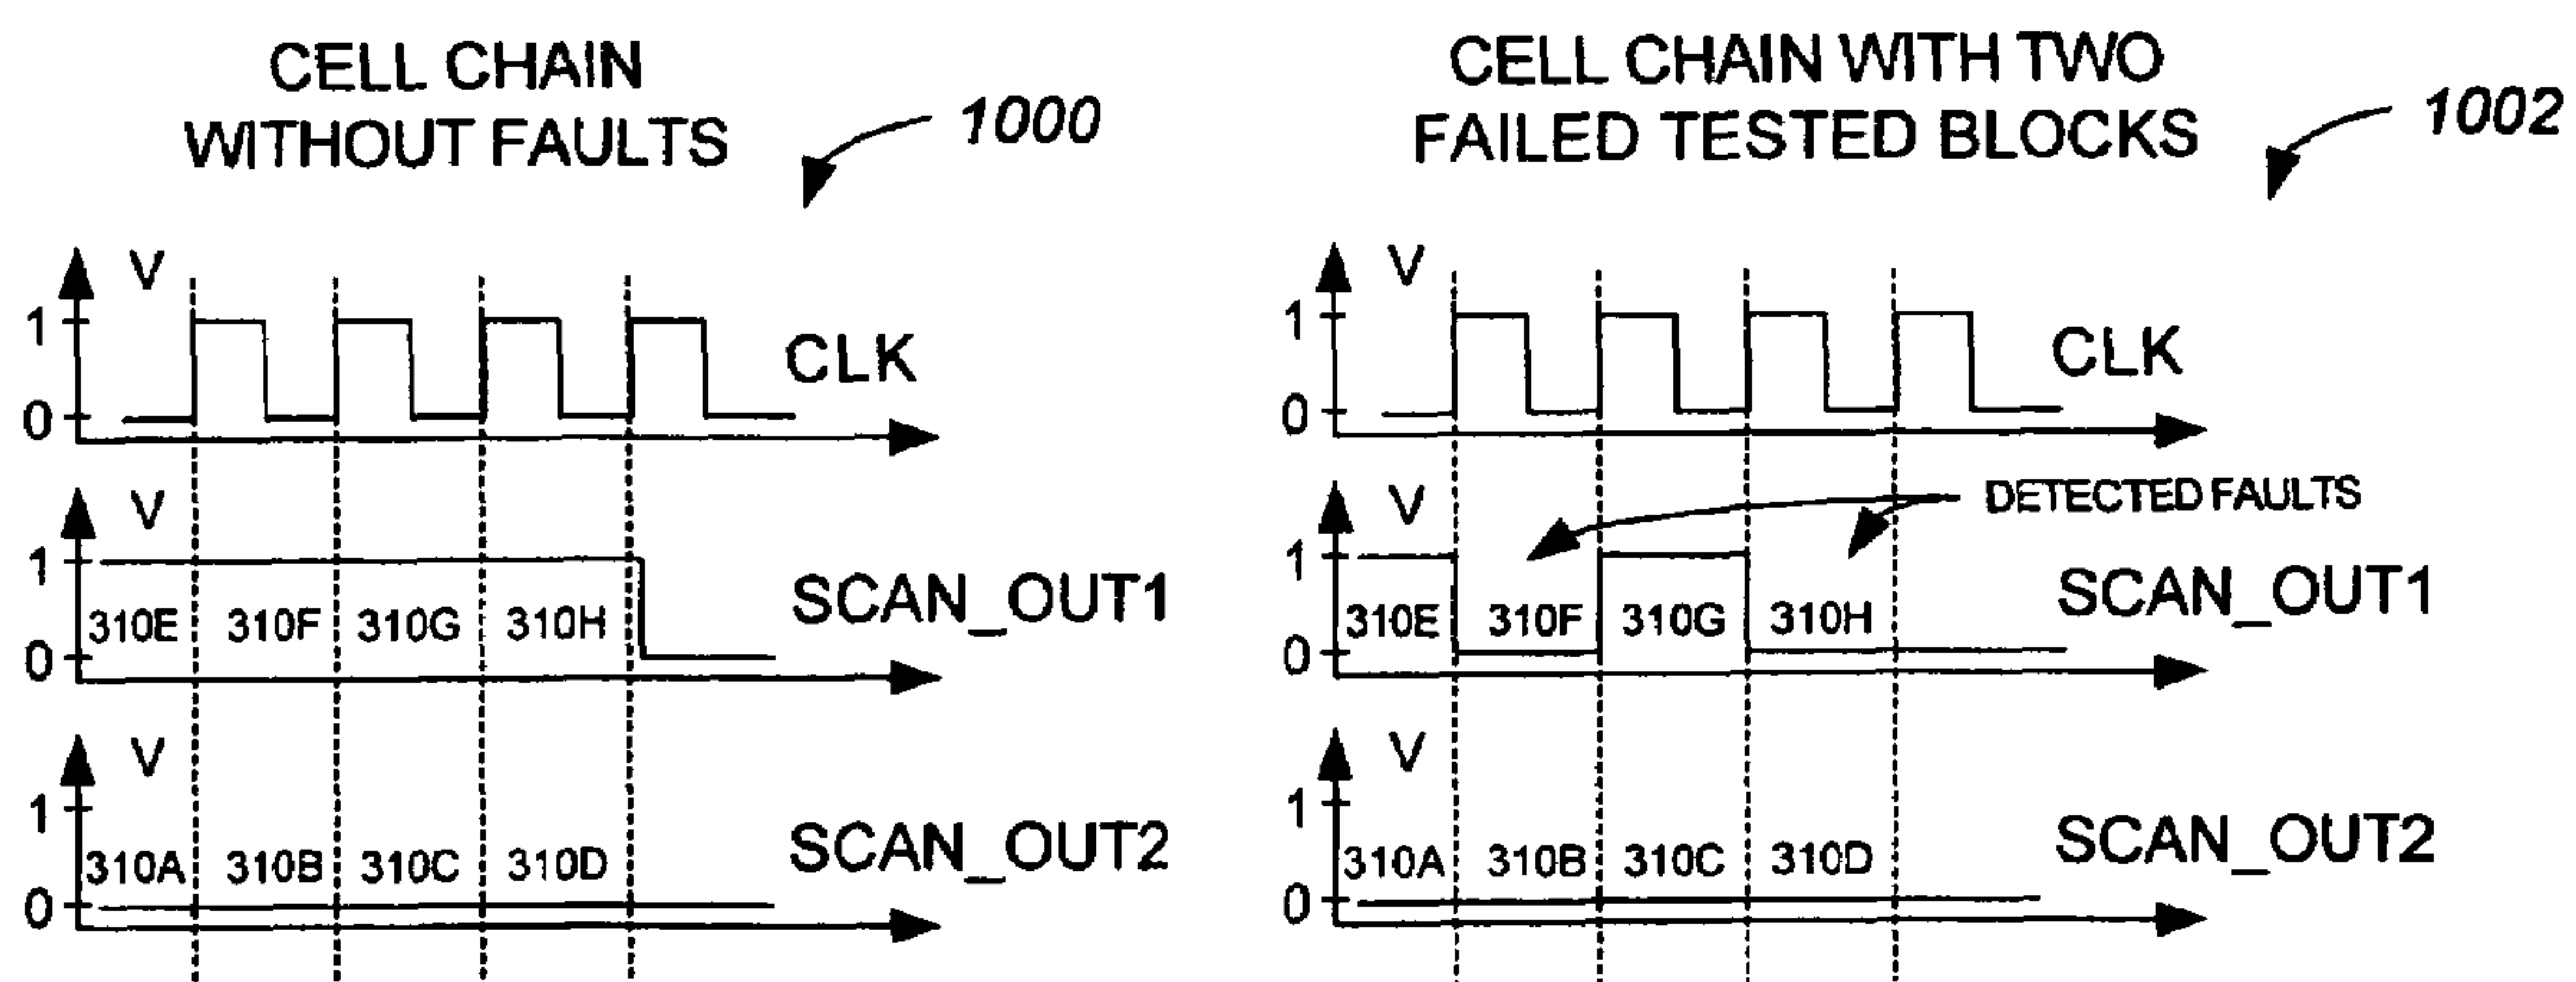 CELL CHAIN
WITHOUT FAULTS
1000
V
1
0
CLK
V
1
0
310E 310F 310G 310H
SCAN_OUT1
V
1
0
310A 310B 310C 310D
SCAN_OUT2
CELL CHAIN WITH TWO
FAILED TESTED BLOCKS
1002
V
1
0
CLK
DETECTED FAULTS
V
1
0
310E 310F 310G 310H
SCAN_OUT1
V
1
0
310A 310B 310C 310D
SCAN_OUT2